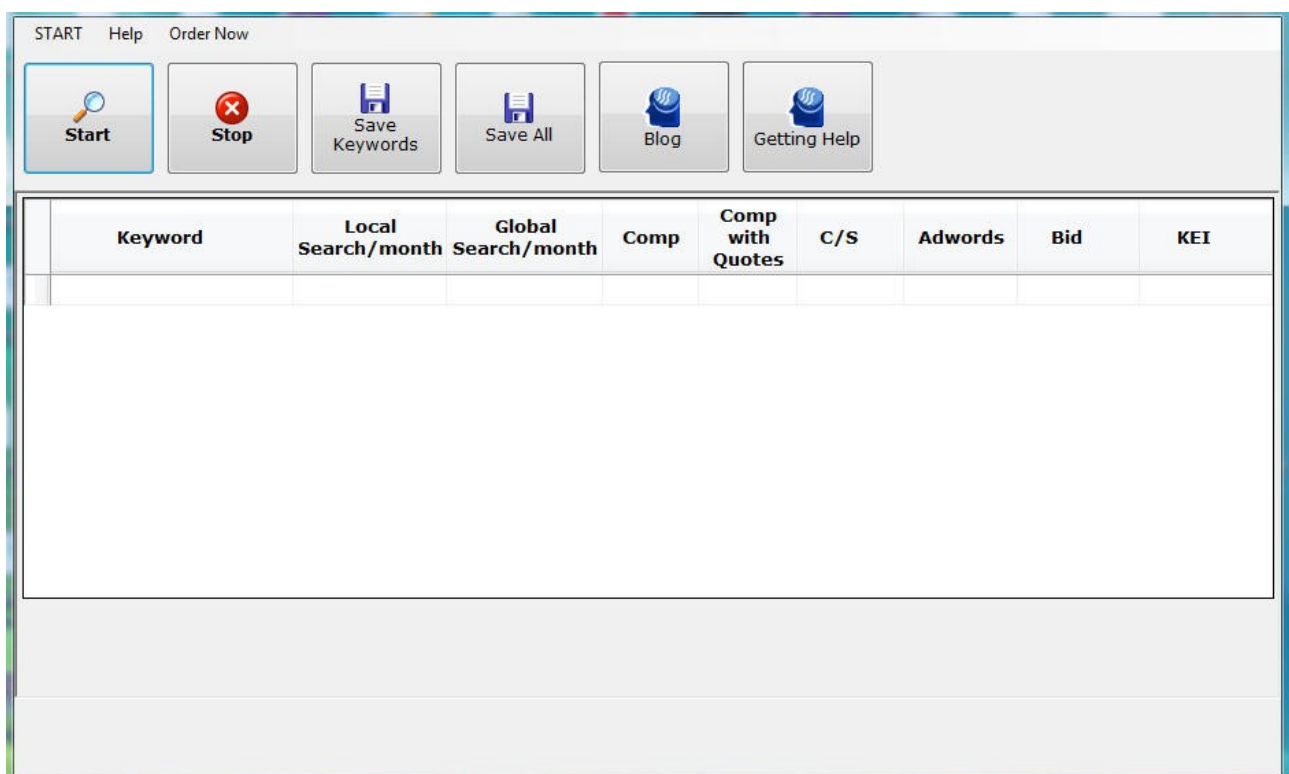 START Help Order Now
Start
Stop
Save
Keywords
Save All
Blog
Getting Help
Keyword
Local
Search/month
Global
Search/month
Comp
Comp
with
Quotes
C/S
Adwords
Bid
KEI